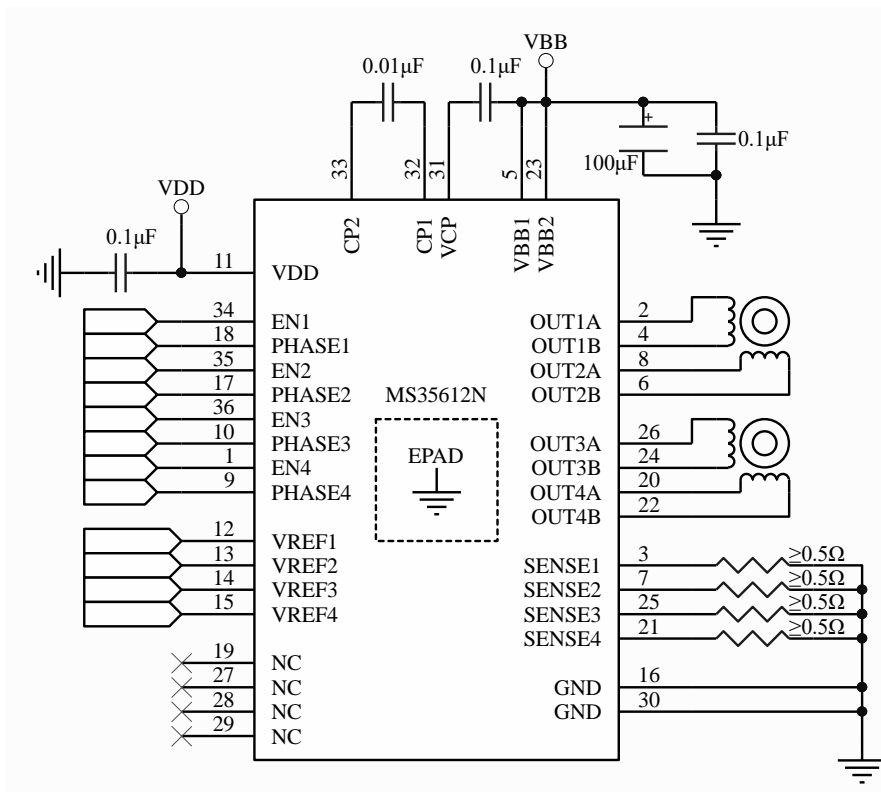 VBB
0.01μF
0.1μF
+
100μF
0.1μF
33
32
31
5
23
VDD
0.1μF
CP2
CP1
VCP
VBB1
VBB2
11 VDD
34 EN1
18 PHASE1
35 EN2
17 PHASE2
36 EN3
10 PHASE3
1 EN4
9 PHASE4
12 VREF1
13 VREF2
14 VREF3
15 VREF4
19 NC
27 NC
28 NC
29 NC
MS35612N
EPAD
OUT1A 2
OUT1B 4
OUT2A 8
OUT2B 6
OUT3A 26
OUT3B 24
OUT4A 20
OUT4B 22
SENSE1 3 ≥0.5Ω
SENSE2 7 ≥0.5Ω
SENSE3 25 ≥0.5Ω
SENSE4 21 ≥0.5Ω
GND 16
GND 30